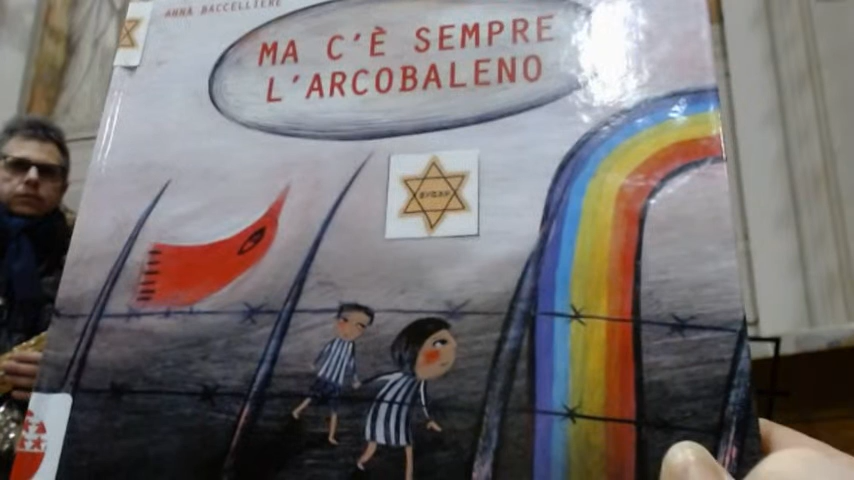 ANNA BACCELLIERE
MA C'È SEMPRE
L'ARCOBALENO